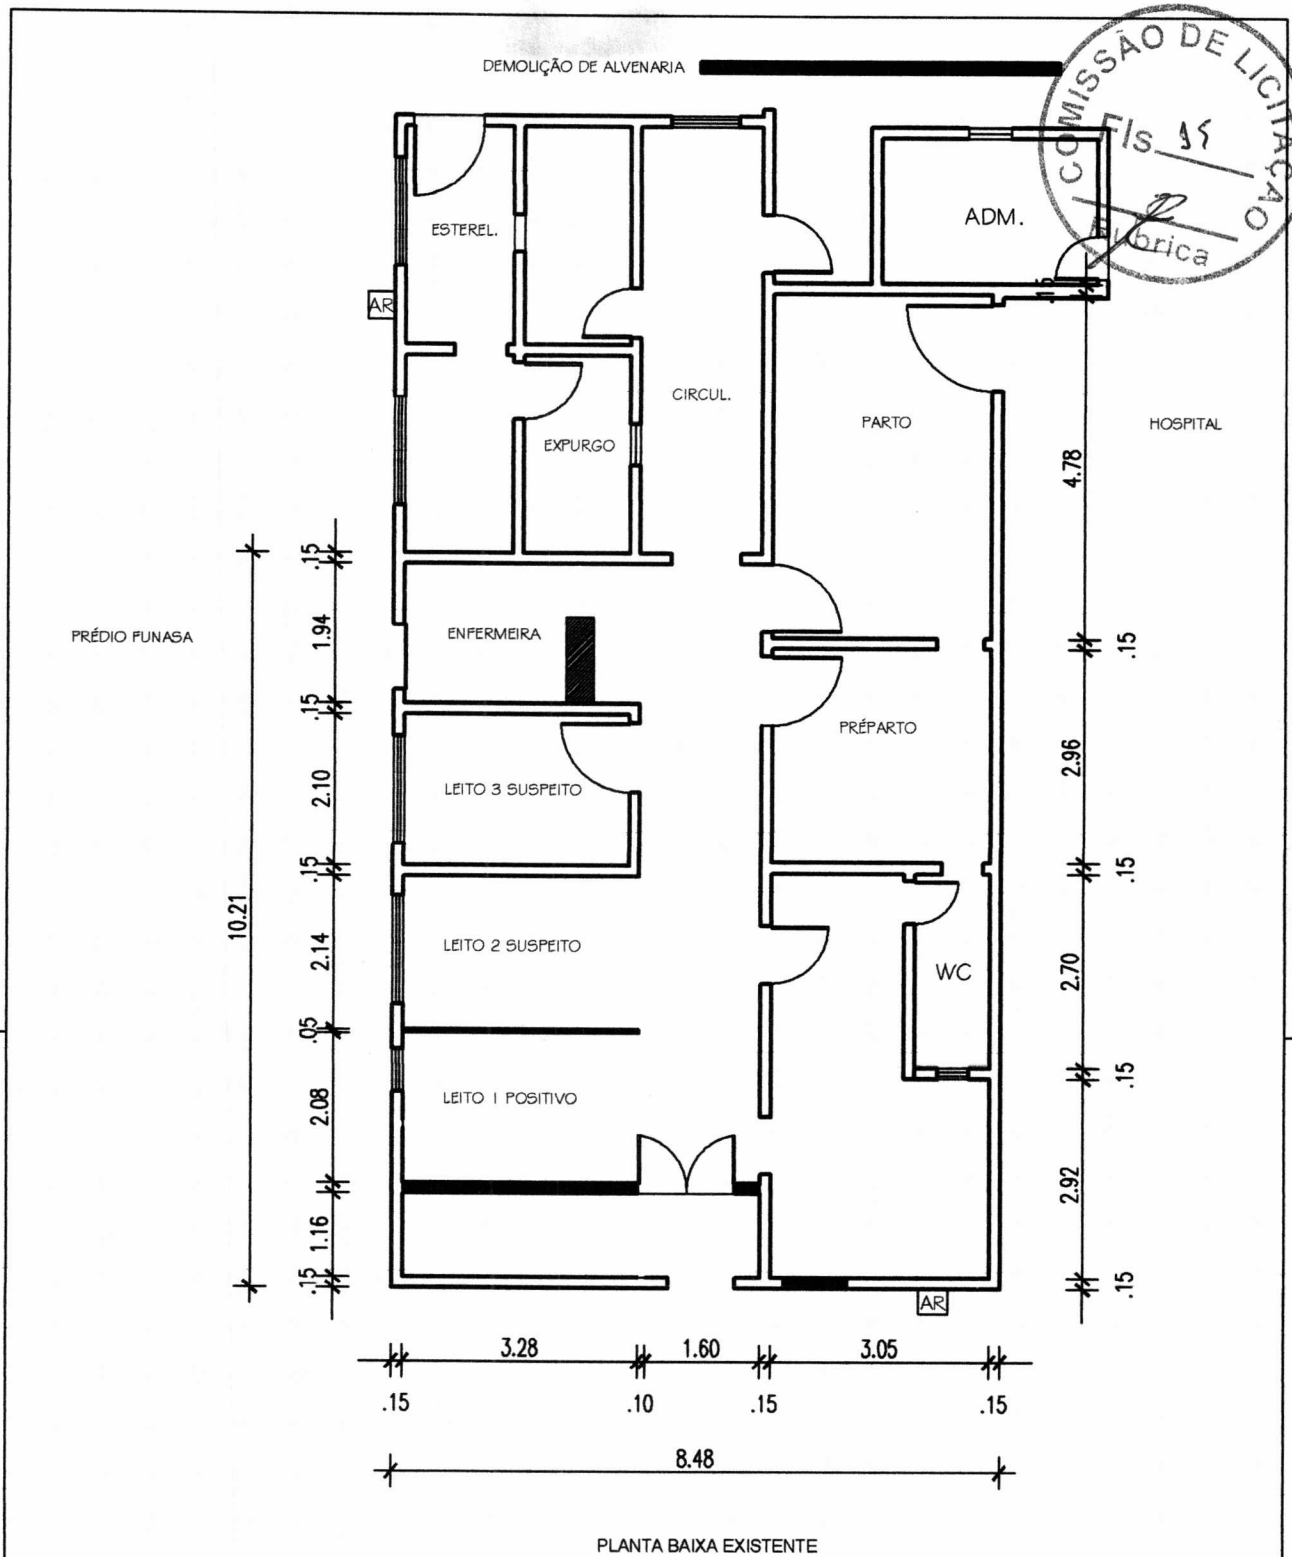 DEMOLIÇÃO DE ALVENARIA
COMISSÃO DE LICITAÇÃO
Fls. 15
Rubrica
ADM.
ESTEREL.
AR
CIRCUL.
PARTO
HOSPITAL
EXPURGO
4.78
.15
1.94
PRÉDIO FUNASA
ENFERMEIRA
.15
.15
PRÉPARTO
2.96
2.10
LEITO 3 SUSPEITO
.15
.15
10.21
2.14
LEITO 2 SUSPEITO
WC
2.70
.05
.15
2.08
LEITO 1 POSITIVO
2.92
1.16
.15
.15
AR
3.28
1.60
3.05
.15
.10
.15
.15
8.48
PLANTA BAIXA EXISTENTE